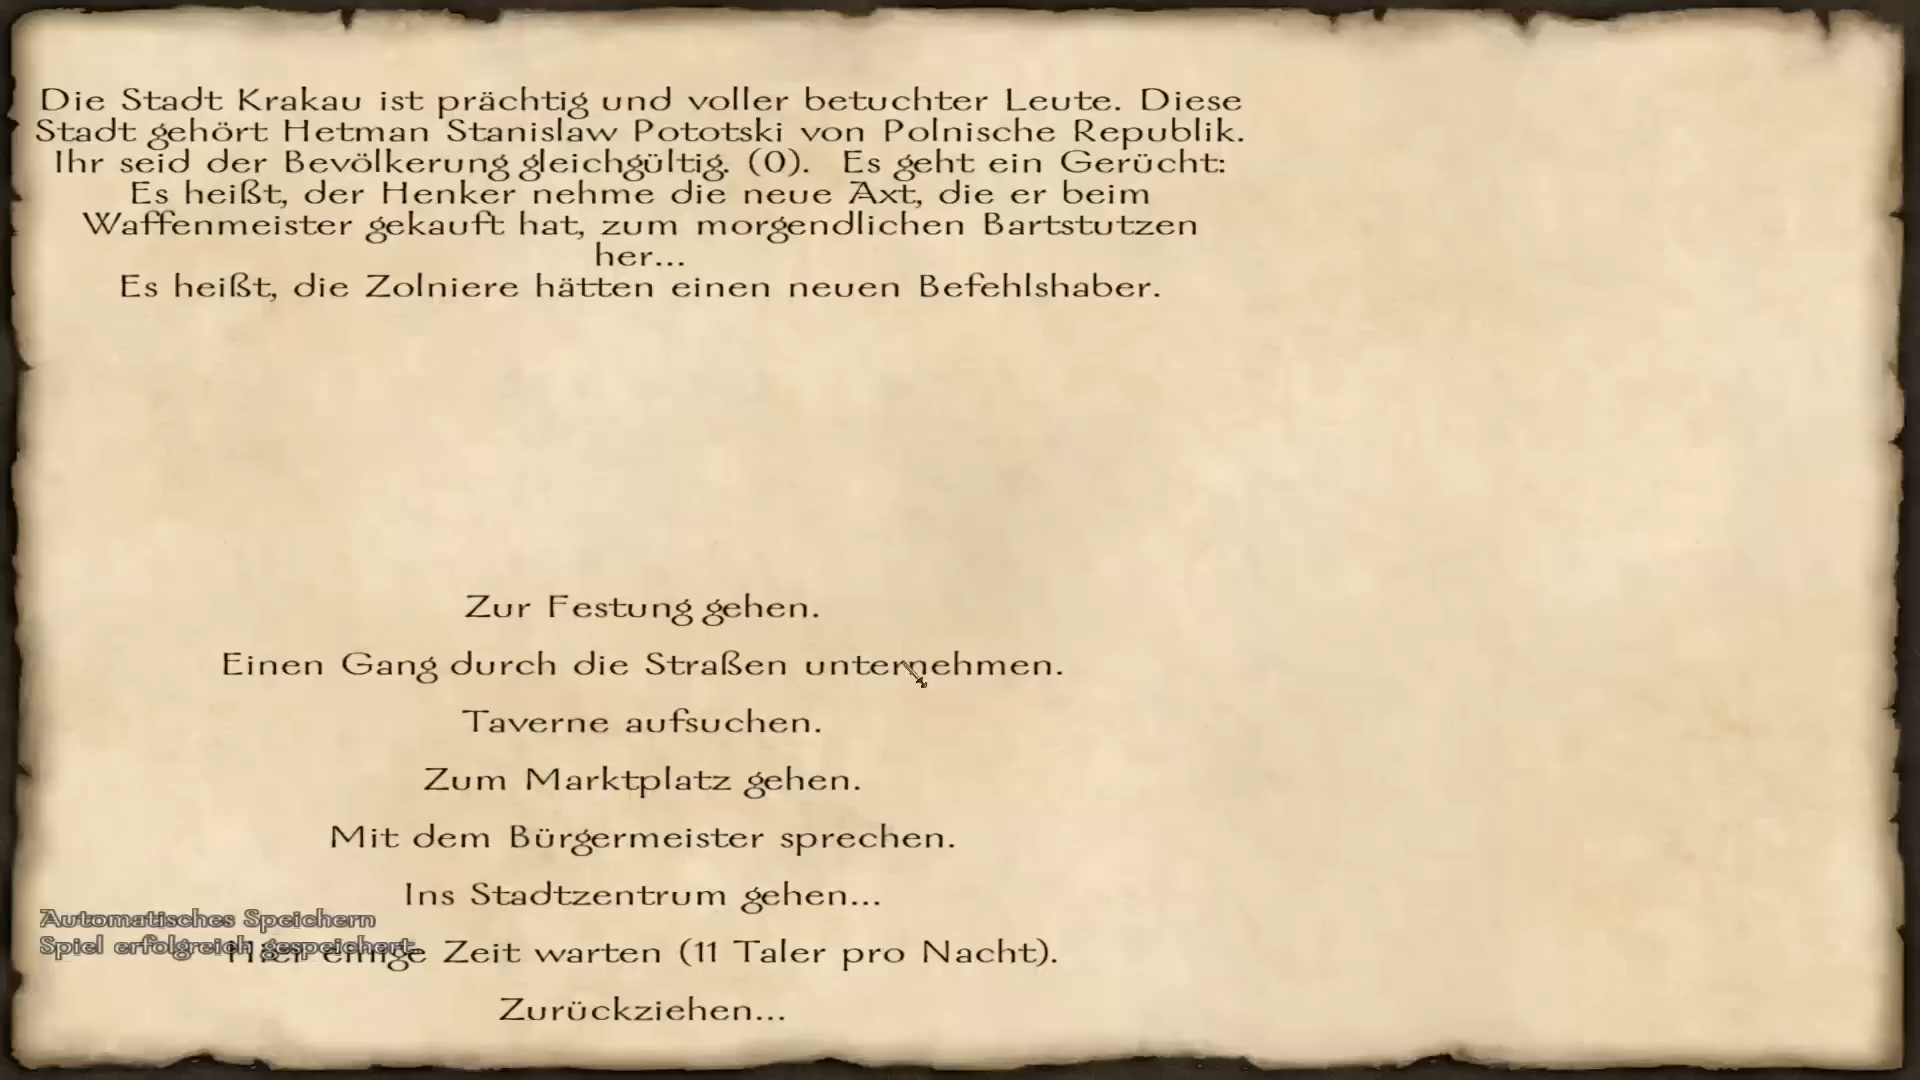 Die Stadt Krakau ist prächtig und voller betuchter Leute. Diese
Stadt gehört Hetman Stanislaw Pototski von Polnische Republik.
Ihr seid der Bevölkerung gleichgültig. (0). Es geht ein Gerücht:
Es heißt, der Henker nehme die neue Axt, die er beim
Waffenmeister gekauft hat, zum morgendlichen Bartstutzen
her...
Es heißt, die Zolniere hätten einen neuen Befehlshaber.
Zur Festung gehen.
Einen Gang durch die Straßen unternehmen.
Taverne aufsuchen.
Zum Marktplatz gehen.
Mit dem Bürgermeister sprechen.
Ins Stadtzentrum gehen...
Automatisches Speichern
Spiel erfolgreich gespeichert.
Hier einige Zeit warten (11 Taler pro Nacht).
Zurückziehen...